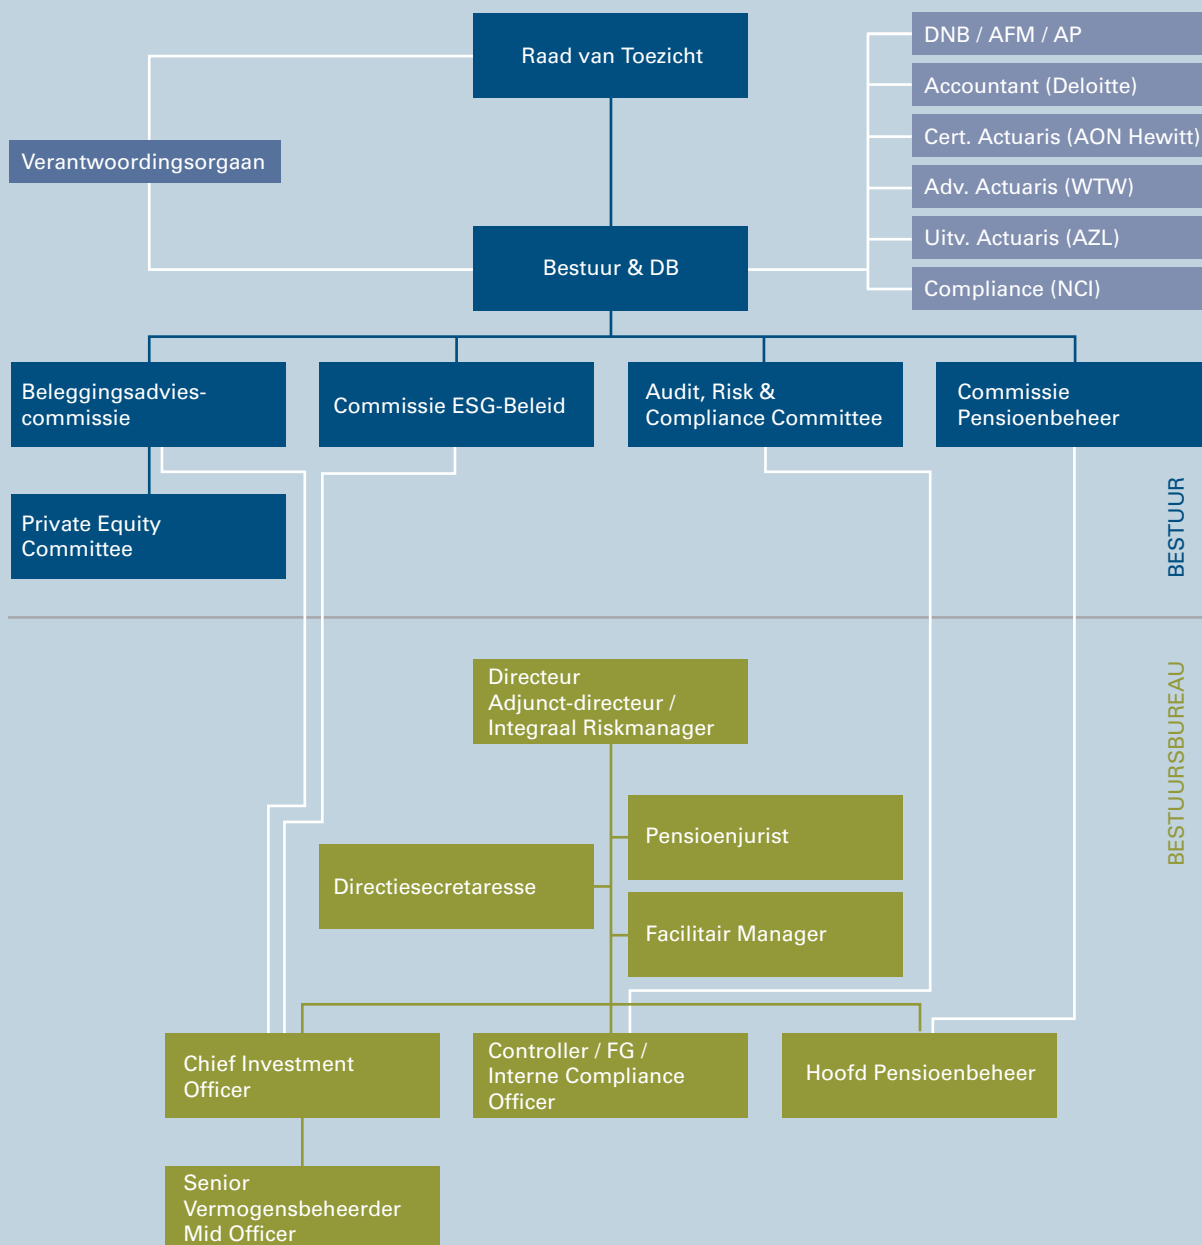 Raad van Toezicht
DNB / AFM / AP
Accountant (Deloitte)
Cert. Actuaris (AON Hewitt)
Adv. Actuaris (WTW)
Uitv. Actuaris (AZL)
Compliance (NCI)
Verantwoordingsorgaan
Bestuur & DB
Beleggingsadvies-
commissie
Commissie ESG-Beleid
Audit, Risk &
Compliance Committee
Commissie
Pensioenbeheer
Private Equity
Committee
BESTUUR
BESTUURSBUREAU
Directeur
Adjunct-directeur /
Integraal Riskmanager
Pensioenjurist
Directiesecretaresse
Facilitair Manager
Chief Investment
Officer
Controller / FG /
Interne Compliance
Officer
Hoofd Pensioenbeheer
Senior
Vermogensbeheerder
Mid Officer